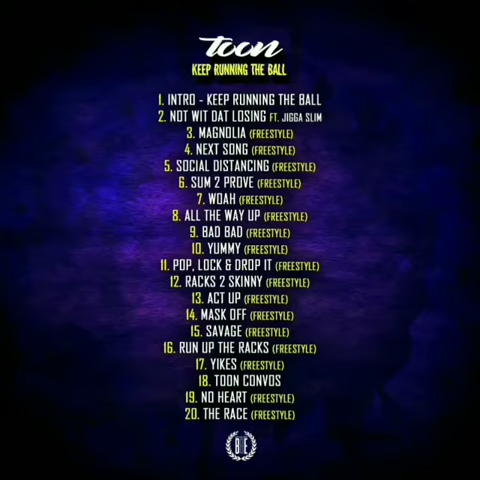 toon
KEEP RUNNING THE BALL
1. INTRO - KEEP RUNNING THE BALL
2. NOT WIT DAT LOSING FT. JIGGA SLIM
3. MAGNOLIA (FREESTYLE)
4. NEXT SONG (FREESTYLE)
5. SOCIAL DISTANCING (FREESTYLE)
6. SUM 2 PROVE (FREESTYLE)
7. WOAH (FREESTYLE)
8. ALL THE WAY UP (FREESTYLE)
9. BAD BAD (FREESTYLE)
10. YUMMY (FREESTYLE)
11. POP, LOCK & DROP IT (FREESTYLE)
12. RACKS 2 SKINNY (FREESTYLE)
13. ACT UP (FREESTYLE)
14. MASK OFF (FREESTYLE)
15. SAVAGE (FREESTYLE)
16. RUN UP THE RACKS (FREESTYLE)
17. YIKES (FREESTYLE)
18. TOON CONVOS
19. NO HEART (FREESTYLE)
20. THE RACE (FREESTYLE)